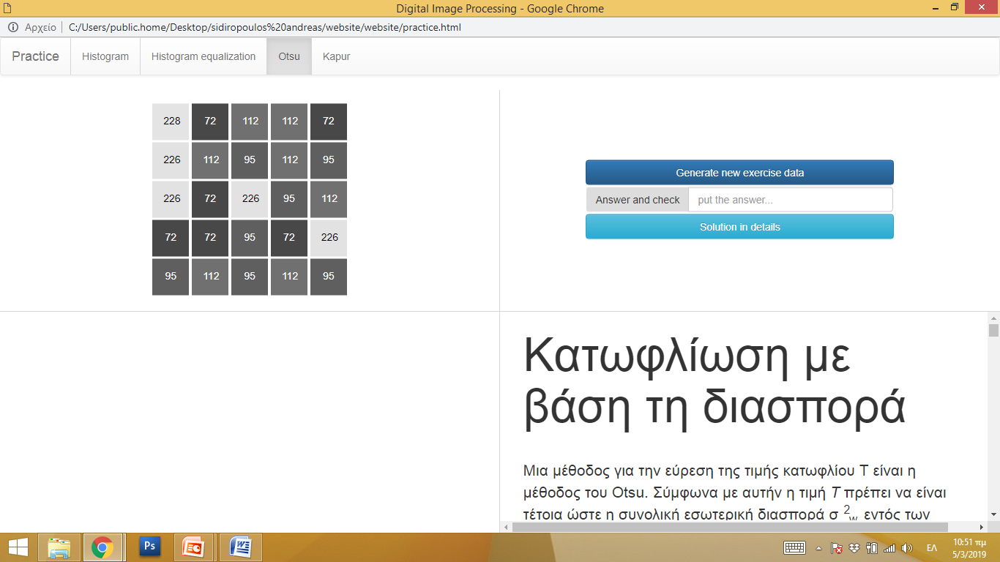 Digital Image Processing - Google Chrome
Αρχείο C:/Users/public.home/Desktop/sidiropoulos%20andreas/website/website/practice.html
Practice Histogram Histogram equalization Otsu Kapur
228 72 112 112 72
226 112 95 112 95
226 72 226 95 112
72 72 95 72 226
95 112 95 112 95
Generate new exercise data
Answer and check put the answer...
Solution in details
Κατωφλίωση με
βάση τη διασπορά
Μια μέθοδος για την εύρεση της τιμής κατωφλίου Τ είναι η
μέθοδος του Otsu. Σύμφωνα με αυτήν η τιμή T πρέπει να είναι
τέτοια ώστε η συνολική εσωτερική διασπορά σ 2 w εντός των
Ps
ΕΛ
10:51 πμ
5/3/2019